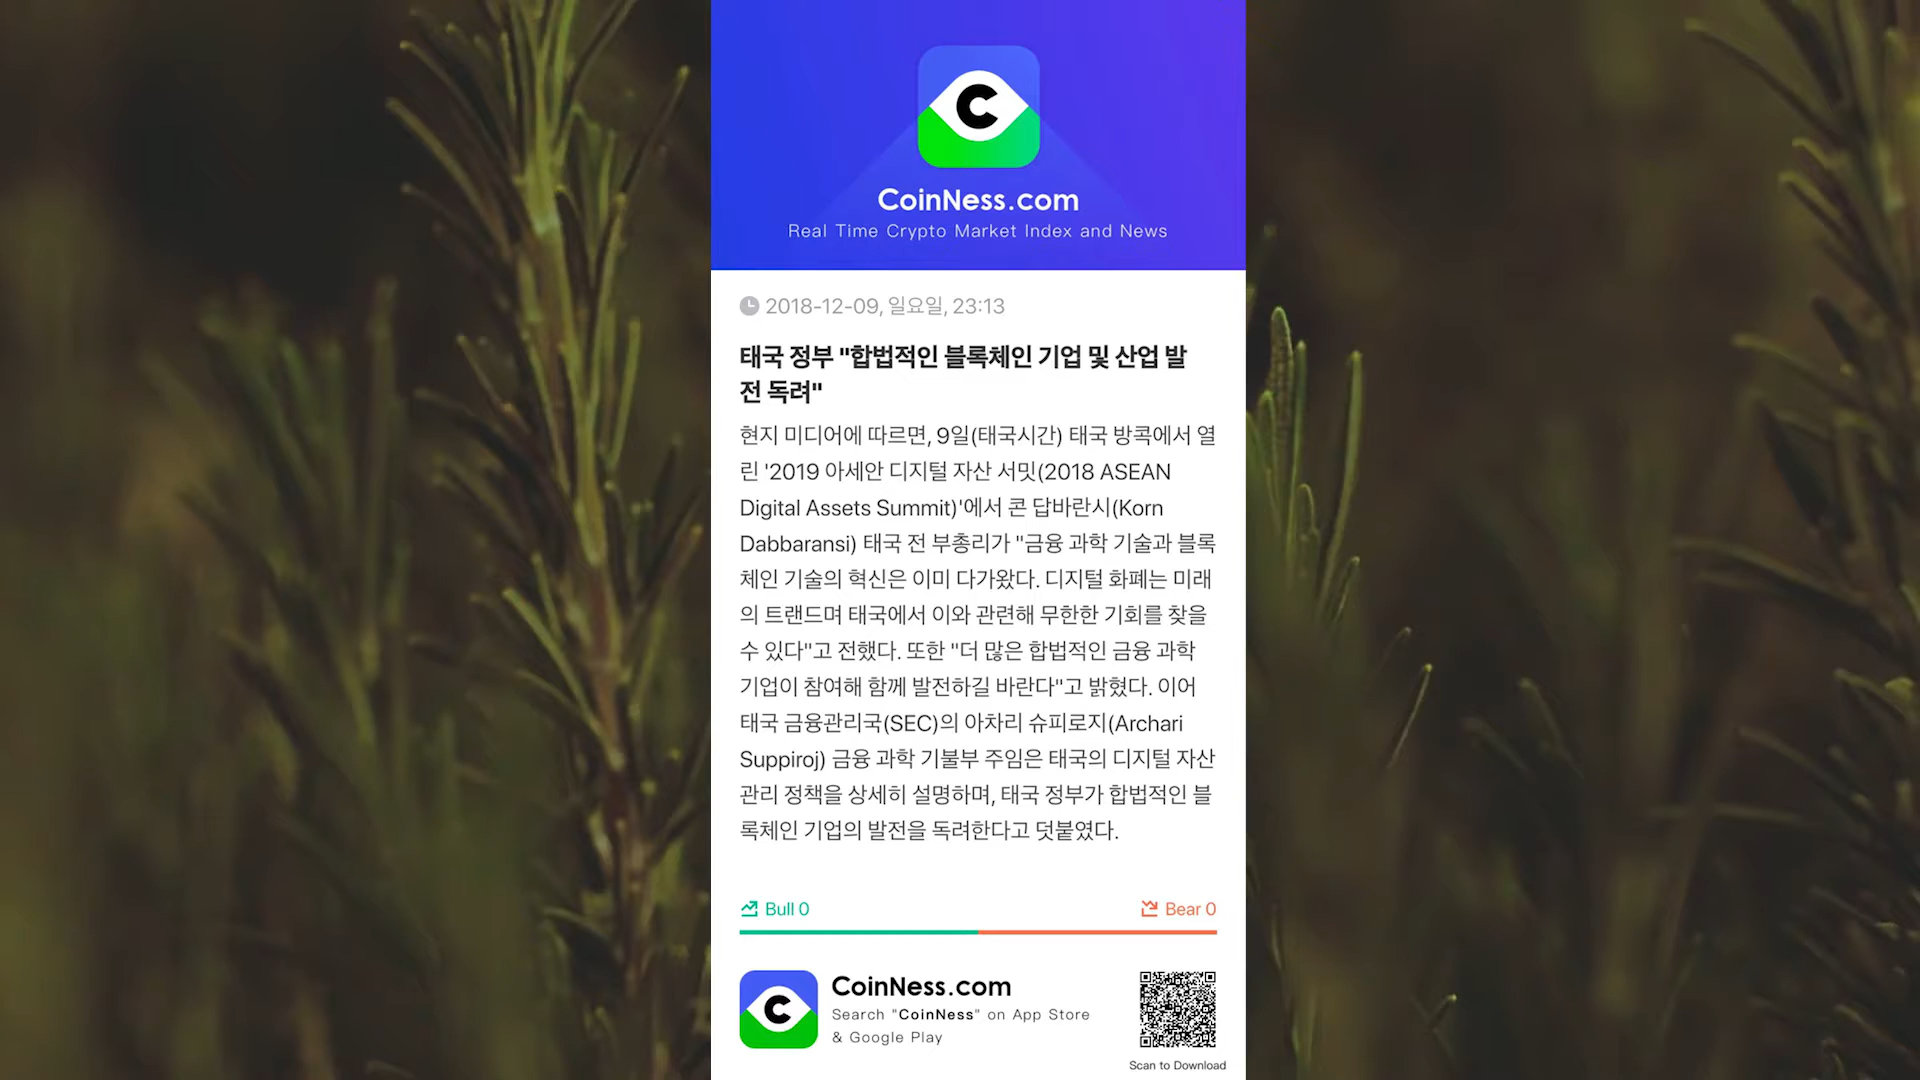 C
CoinNess.com
Real Time Crypto Market Index and News
2018-12-09, 일요일, 23:13
태국 정부 "합법적인 블록체인 기업 및 산업 발
전 독려"
현지 미디어에 따르면, 9일(태국시간) 태국 방콕에서 열
린 '2019 아세안 디지털 자산 서밋(2018 ASEAN
Digital Assets Summit)'에서 콘 답바란시(Korn
Dabbaransi) 태국 전 부총리가 "금융 과학 기술과 블록
체인 기술의 혁신은 이미 다가왔다. 디지털 화폐는 미래
의 트랜드며 태국에서 이와 관련해 무한한 기회를 찾을
수 있다"고 전했다. 또한 "더 많은 합법적인 금융 과학
기업이 참여해 함께 발전하길 바란다"고 밝혔다. 이어
태국 금융관리국(SEC)의 아차리 슈피로지(Archari
Suppiroj) 금융 과학 기불부 주임은 태국의 디지털 자산
관리 정책을 상세히 설명하며, 태국 정부가 합법적인 블
록체인 기업의 발전을 독려한다고 덧붙였다.
Bull 0
Bear 0
C
CoinNess.com
Search "CoinNess" on App Store
& Google Play
Scan to Download